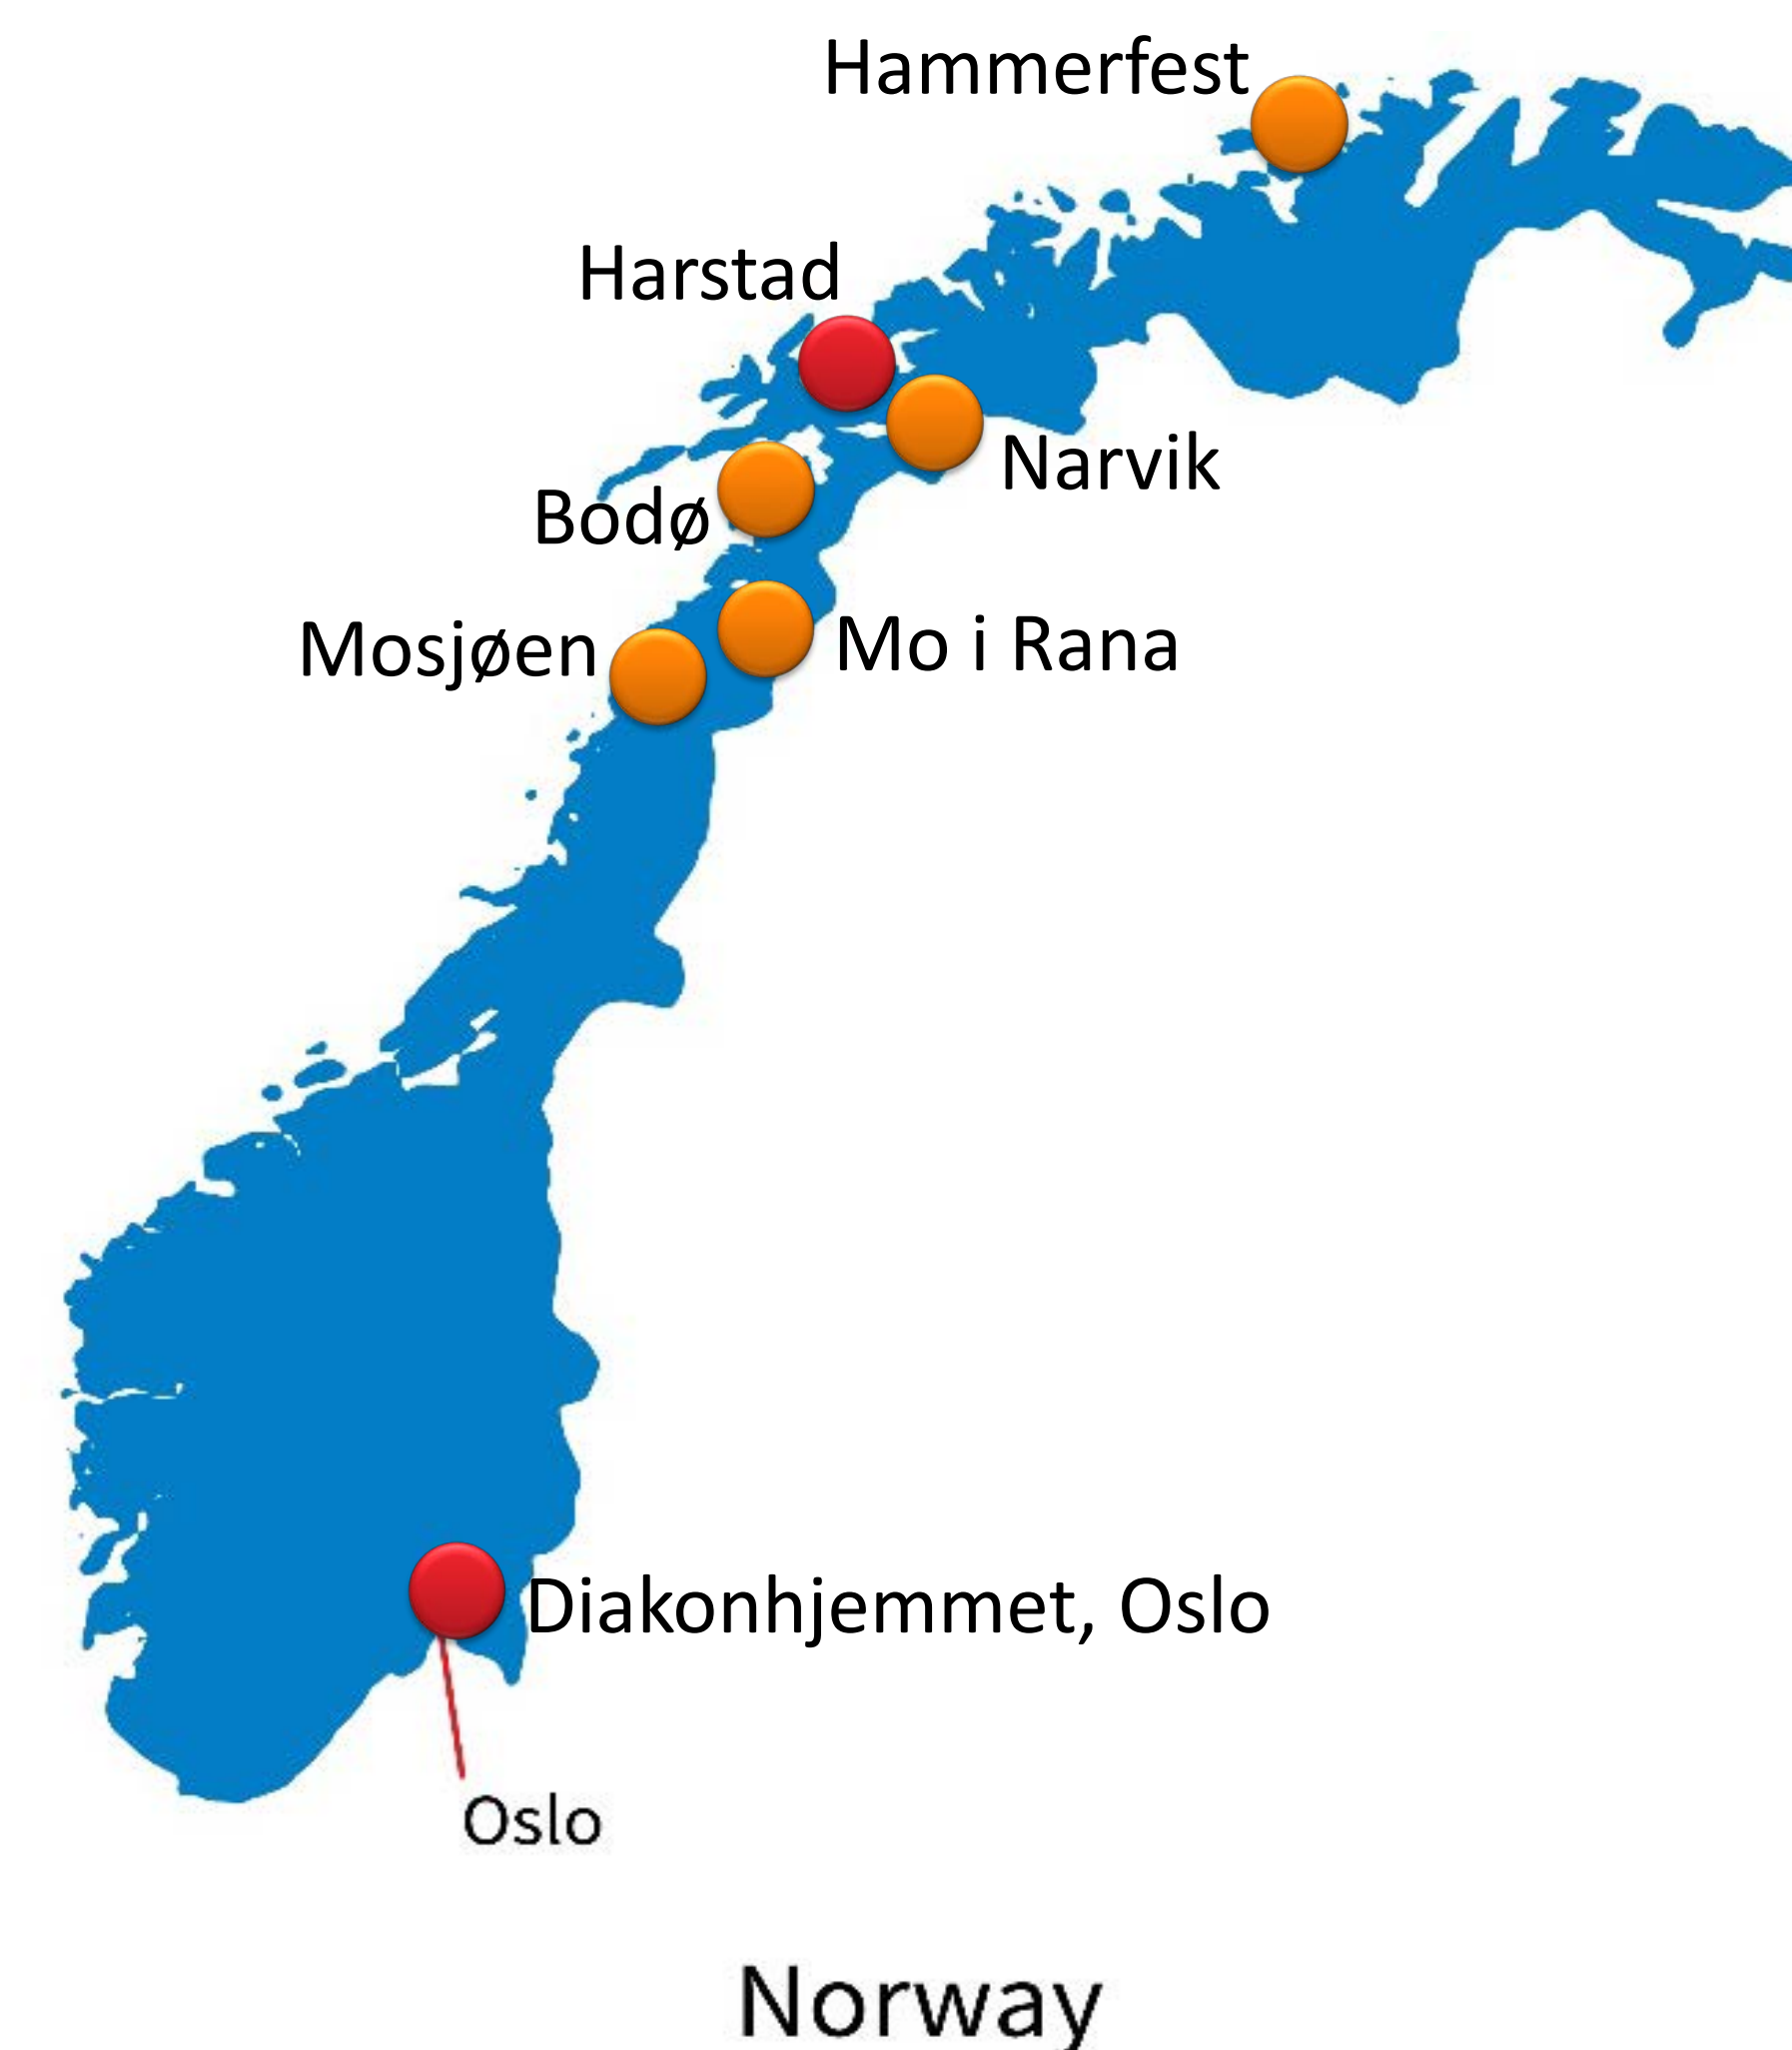 Hammerfest
Harstad
Narvik
Bodø
Mosjøen
Mo i Rana
Diakonhjemmet, Oslo
Oslo
Norway